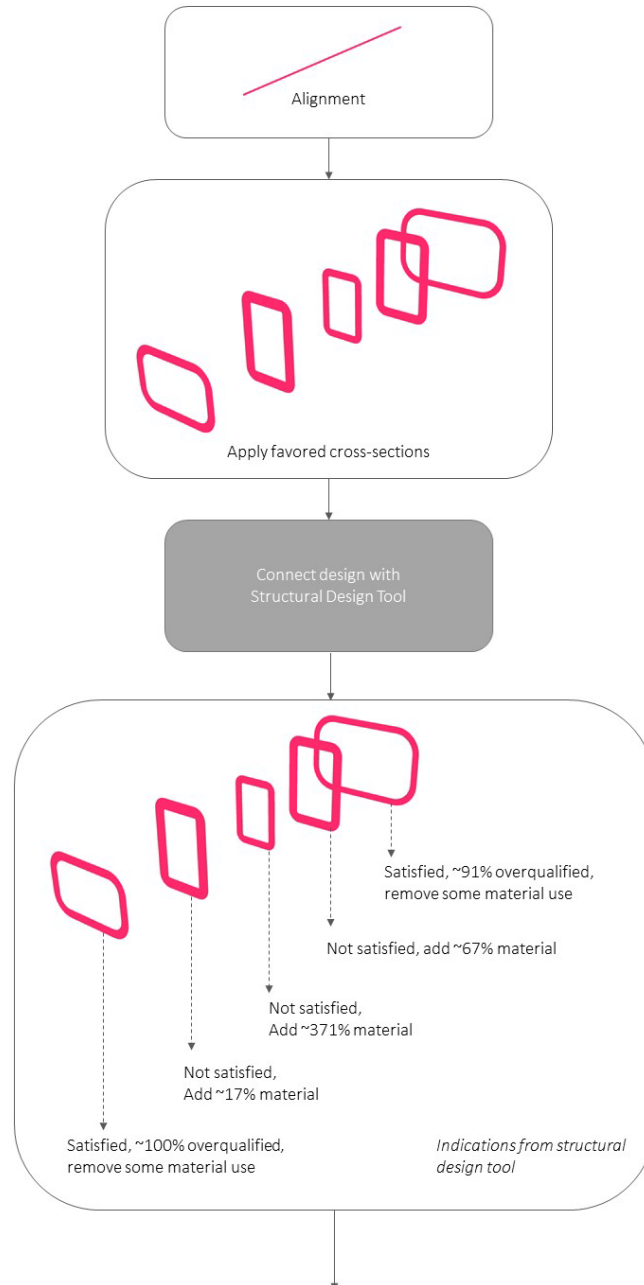 Alignment
Apply favored cross-sections
Connect design with
Structural Design Tool
Satisfied, ~91% overqualified,
remove some material use
Not satisfied, add ~67% material
Not satisfied,
Add ~371% material
Not satisfied,
Add ~17% material
Satisfied, ~100% overqualified,
remove some material use
Indications from structural
design tool